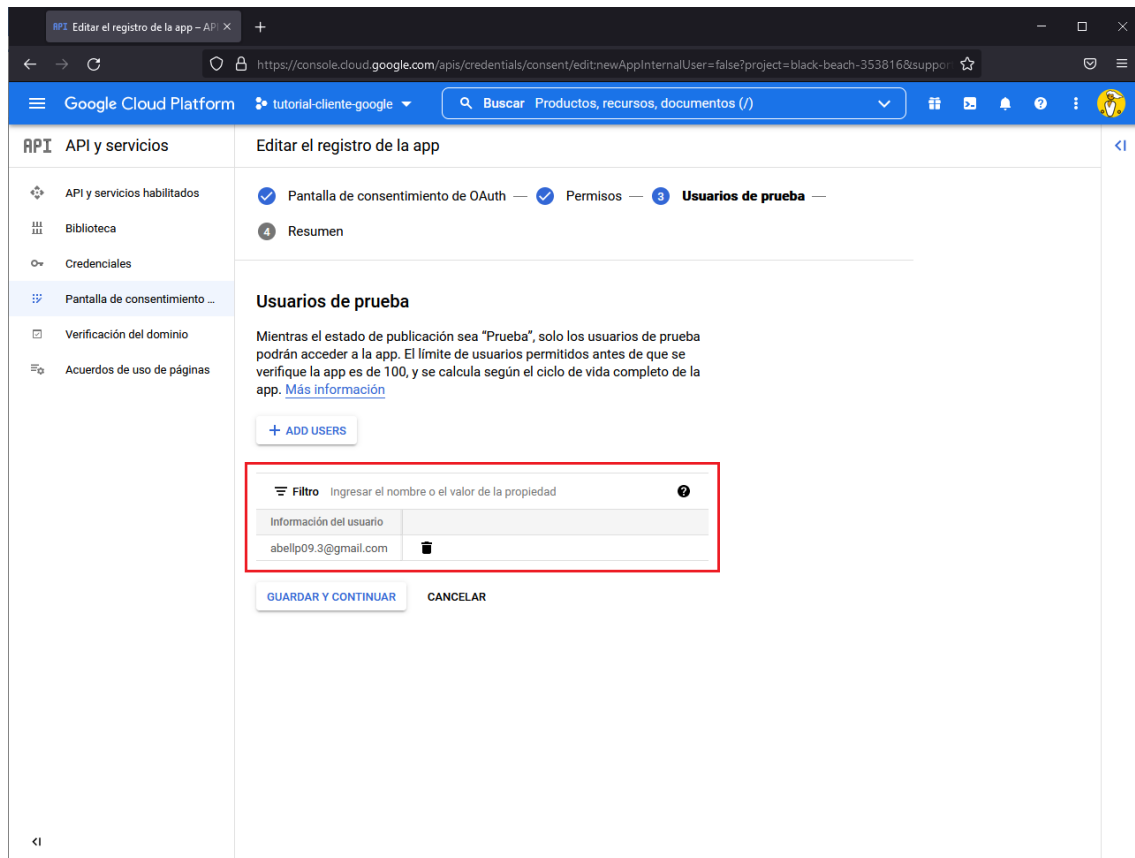 API Editar el registro de la app – API
https://console.cloud.google.com/apis/credentials/consent/edit;newAppInternalUser=false?project=black-beach-353816&suppor
Google Cloud Platform
tutorial-cliente-google
Buscar Productos, recursos, documentos (/)
API API y servicios
Editar el registro de la app
API y servicios habilitados
Biblioteca
Credenciales
Pantalla de consentimiento ...
Verificación del dominio
Acuerdos de uso de páginas
Pantalla de consentimiento de OAuth — Permisos — 3 Usuarios de prueba —
4 Resumen
Usuarios de prueba
Mientras el estado de publicación sea “Prueba”, solo los usuarios de prueba
podrán acceder a la app. El límite de usuarios permitidos antes de que se
verifique la app es de 100, y se calcula según el ciclo de vida completo de la
app. Más información
+ ADD USERS
Filtro Ingresar el nombre o el valor de la propiedad
Información del usuario
abellp09.3@gmail.com
GUARDAR Y CONTINUAR CANCELAR